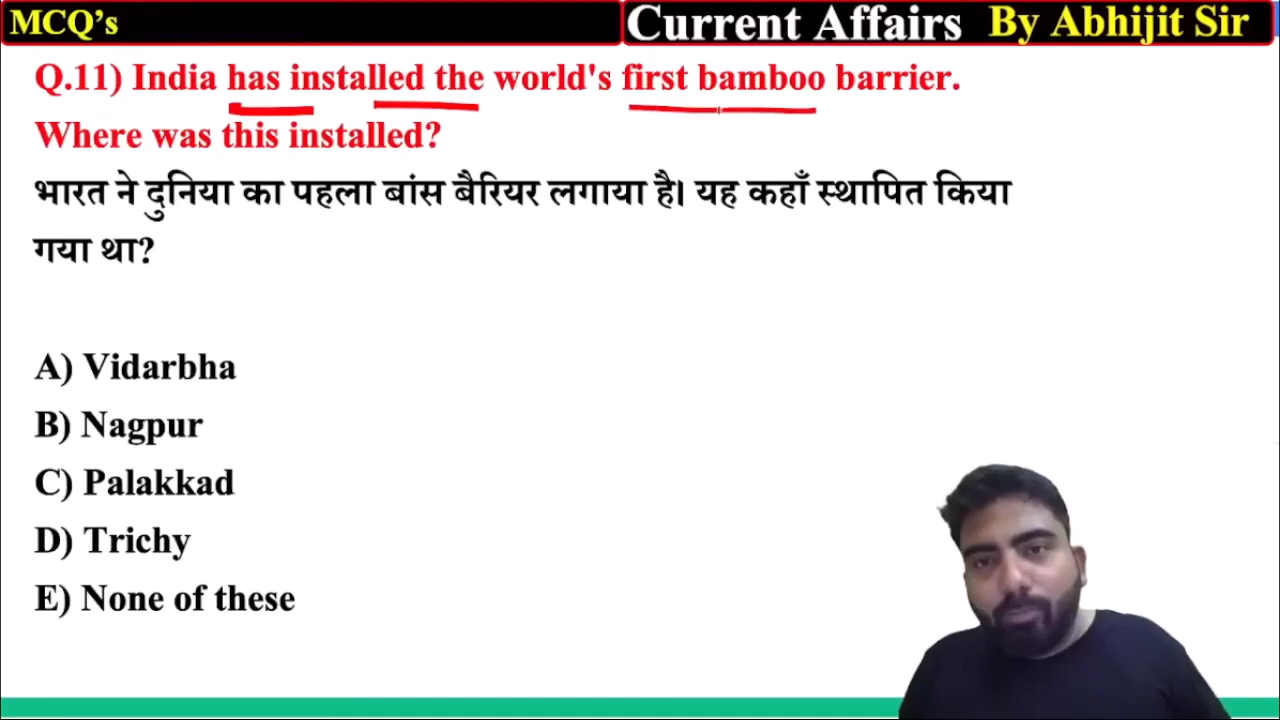 MCQ’s
Current Affairs By Abhijit Sir
Q.11) India has installed the world's first bamboo barrier.
Where was this installed?
भारत ने दुनिया का पहला बांस बैरियर लगाया है। यह कहाँ स्थापित किया
गया था?
A) Vidarbha
B) Nagpur
C) Palakkad
D) Trichy
E) None of these